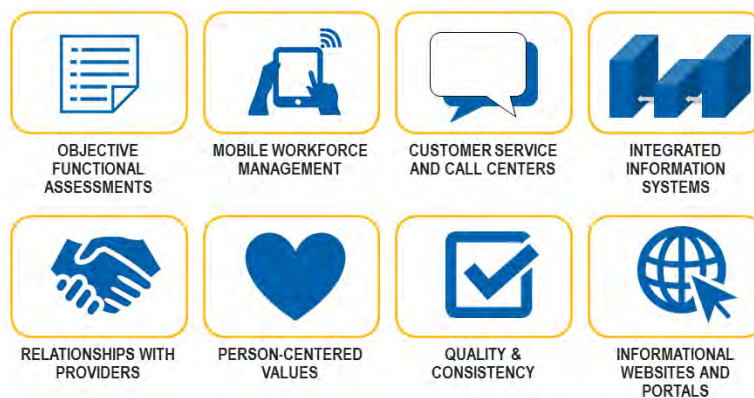 OBJECTIVE
FUNCTIONAL
ASSESSMENTS
MOBILE WORKFORCE
MANAGEMENT
CUSTOMER SERVICE
AND CALL CENTERS
INTEGRATED
INFORMATION
SYSTEMS
RELATIONSHIPS WITH
PROVIDERS
PERSON-CENTERED
VALUES
QUALITY &
CONSISTENCY
INFORMATIONAL
WEBSITES AND
PORTALS